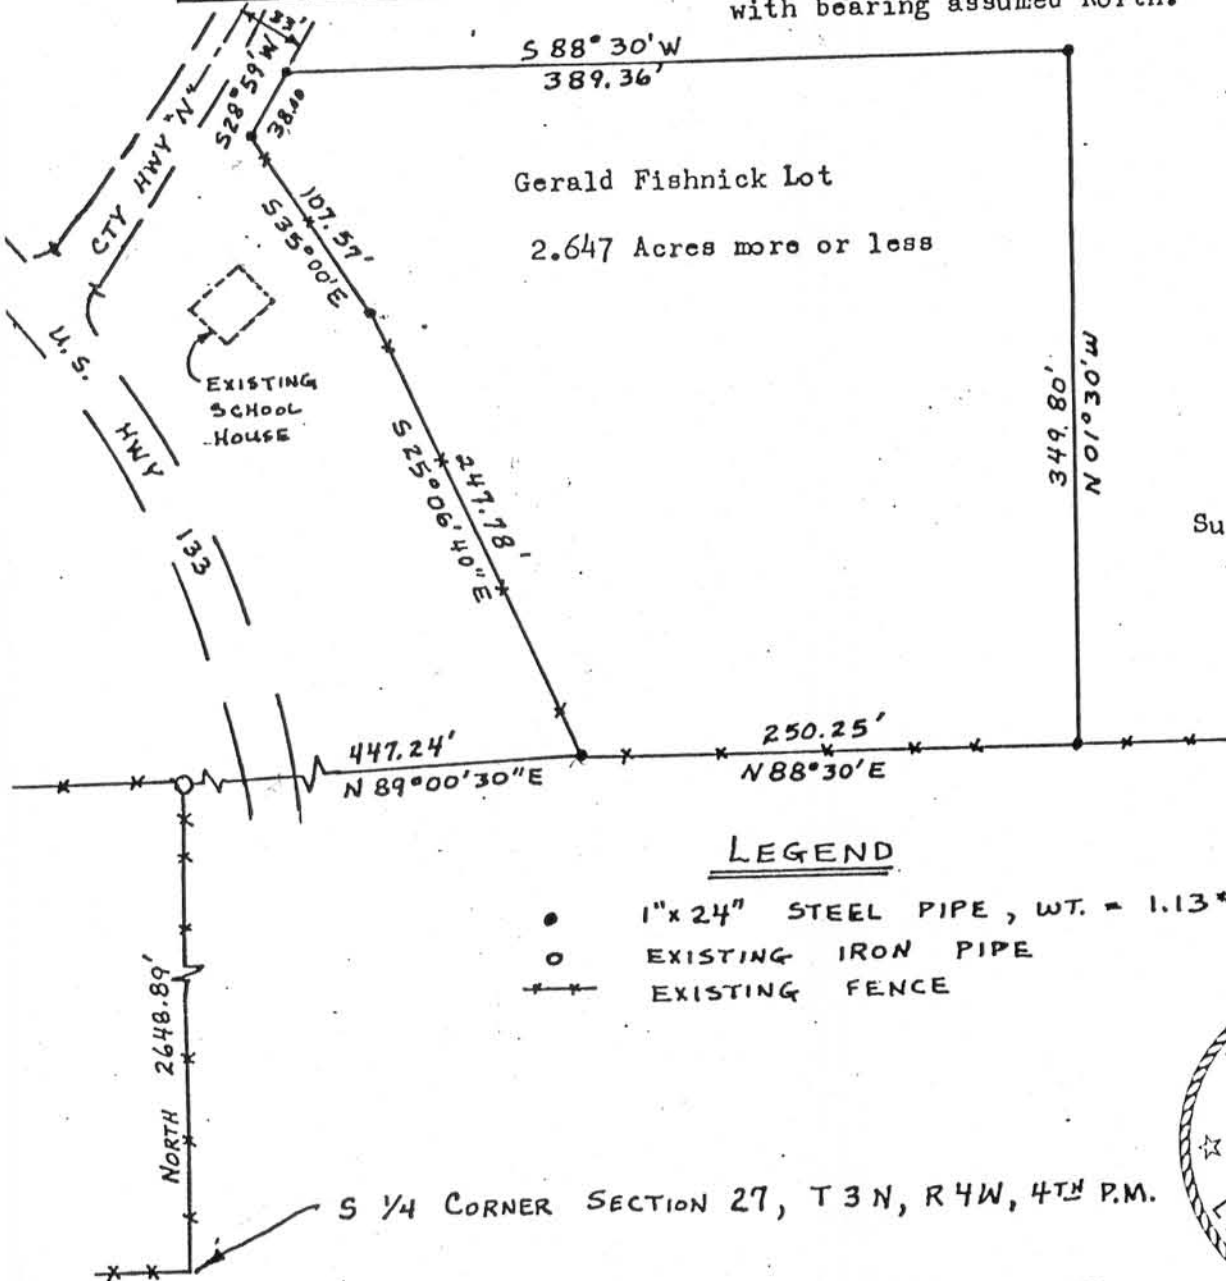 with bearing assumed North.
S 88° 30' W
389.36'
33'
S28° 59' W
38.00
CTY HWY "N"
Gerald Fishnick Lot
2.647 Acres more or less
107.57'
S 35° 00' E
U.S. HWY 133
EXISTING
SCHOOL
HOUSE
247.78'
S 25° 06' 40" E
349.80'
N 01° 30' W
Su
447.24'
N 89° 00' 30" E
250.25'
N 88° 30' E
LEGEND
1" x 24" STEEL PIPE, WT. = 1.13
EXISTING IRON PIPE
EXISTING FENCE
NORTH 2648.89'
S 1/4 CORNER SECTION 27, T 3 N, R 4 W, 4TH P.M.